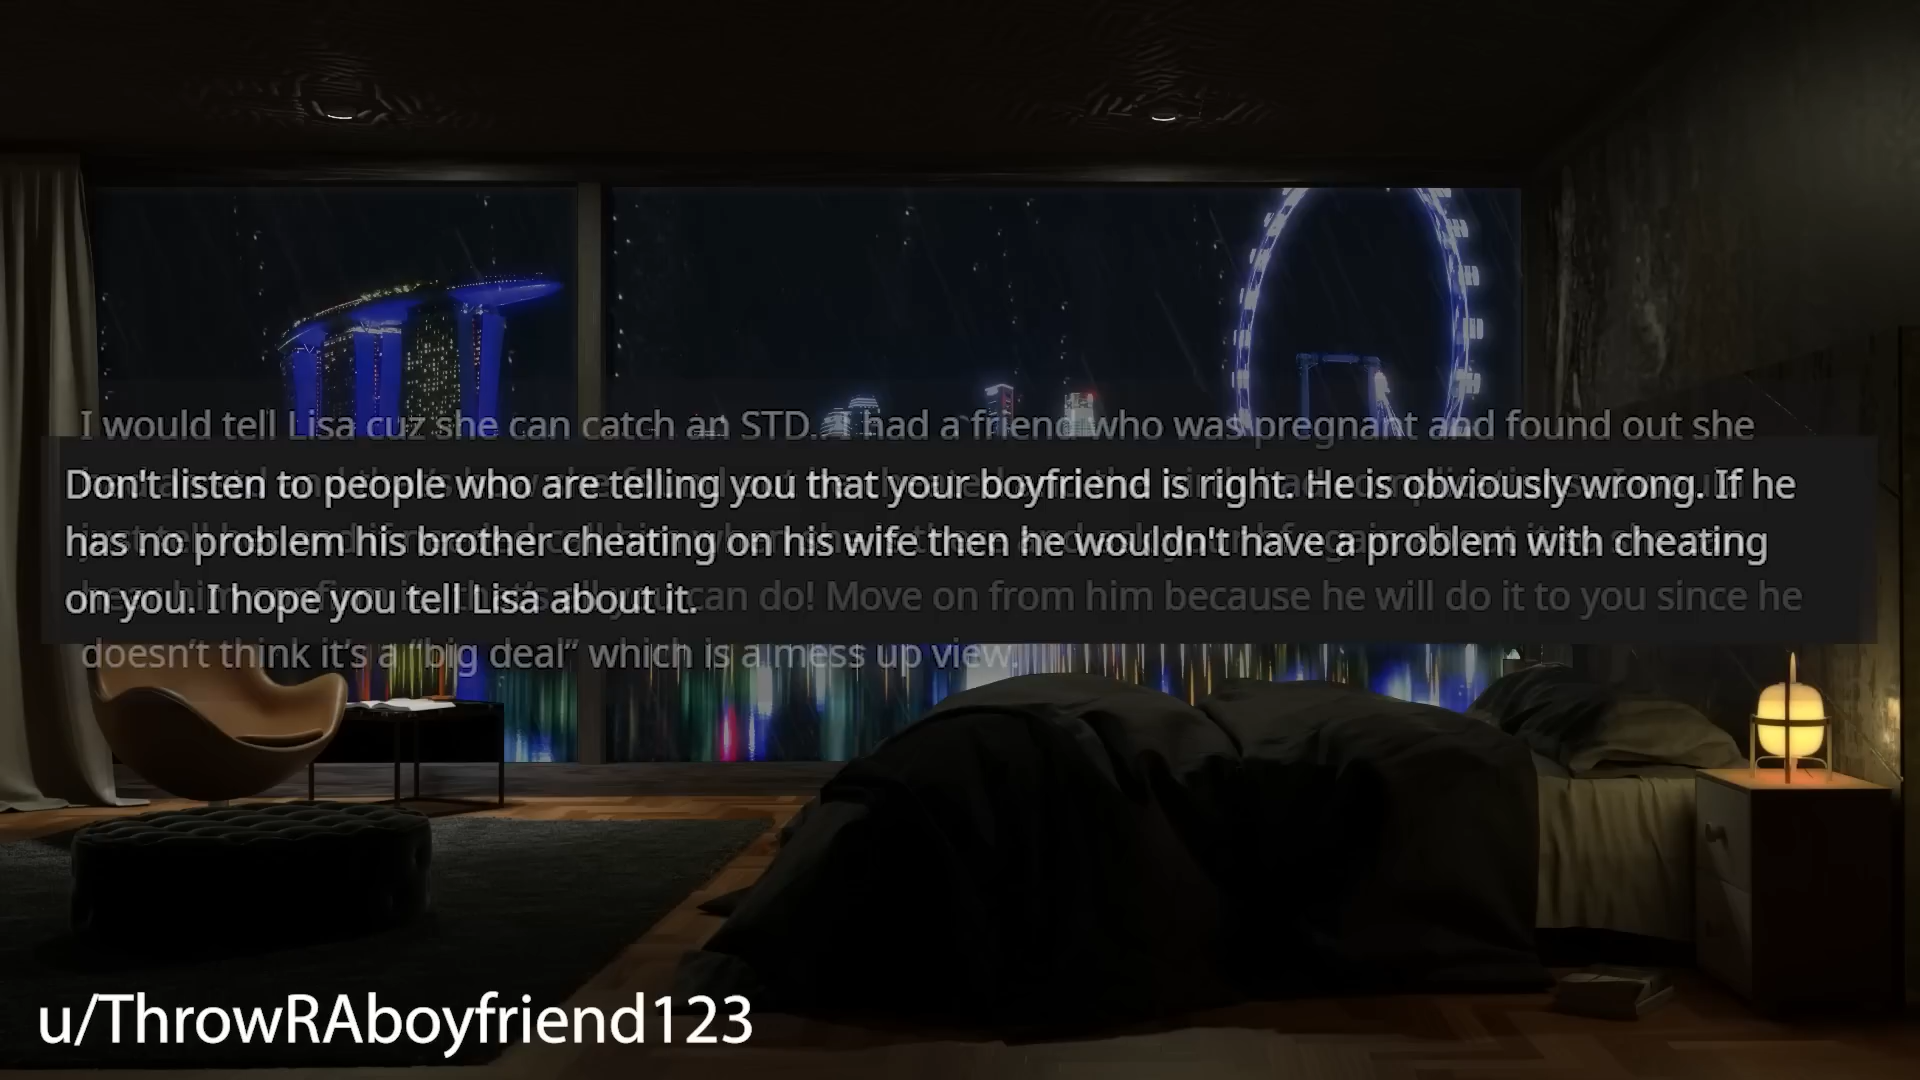 I would tell Lisa cuz she can catch an STD.. I had a friend who was pregnant and found out she
Don't listen to people who are telling you that your boyfriend is right. He is obviously wrong. If he
has no problem his brother cheating on his wife then he wouldn't have a problem with cheating
on you. I hope you tell Lisa about it.
can do! Move on from him because he will do it to you since he
doesn’t think it’s a “big deal” which is a mess up view.
u/ThrowRAboyfriend123